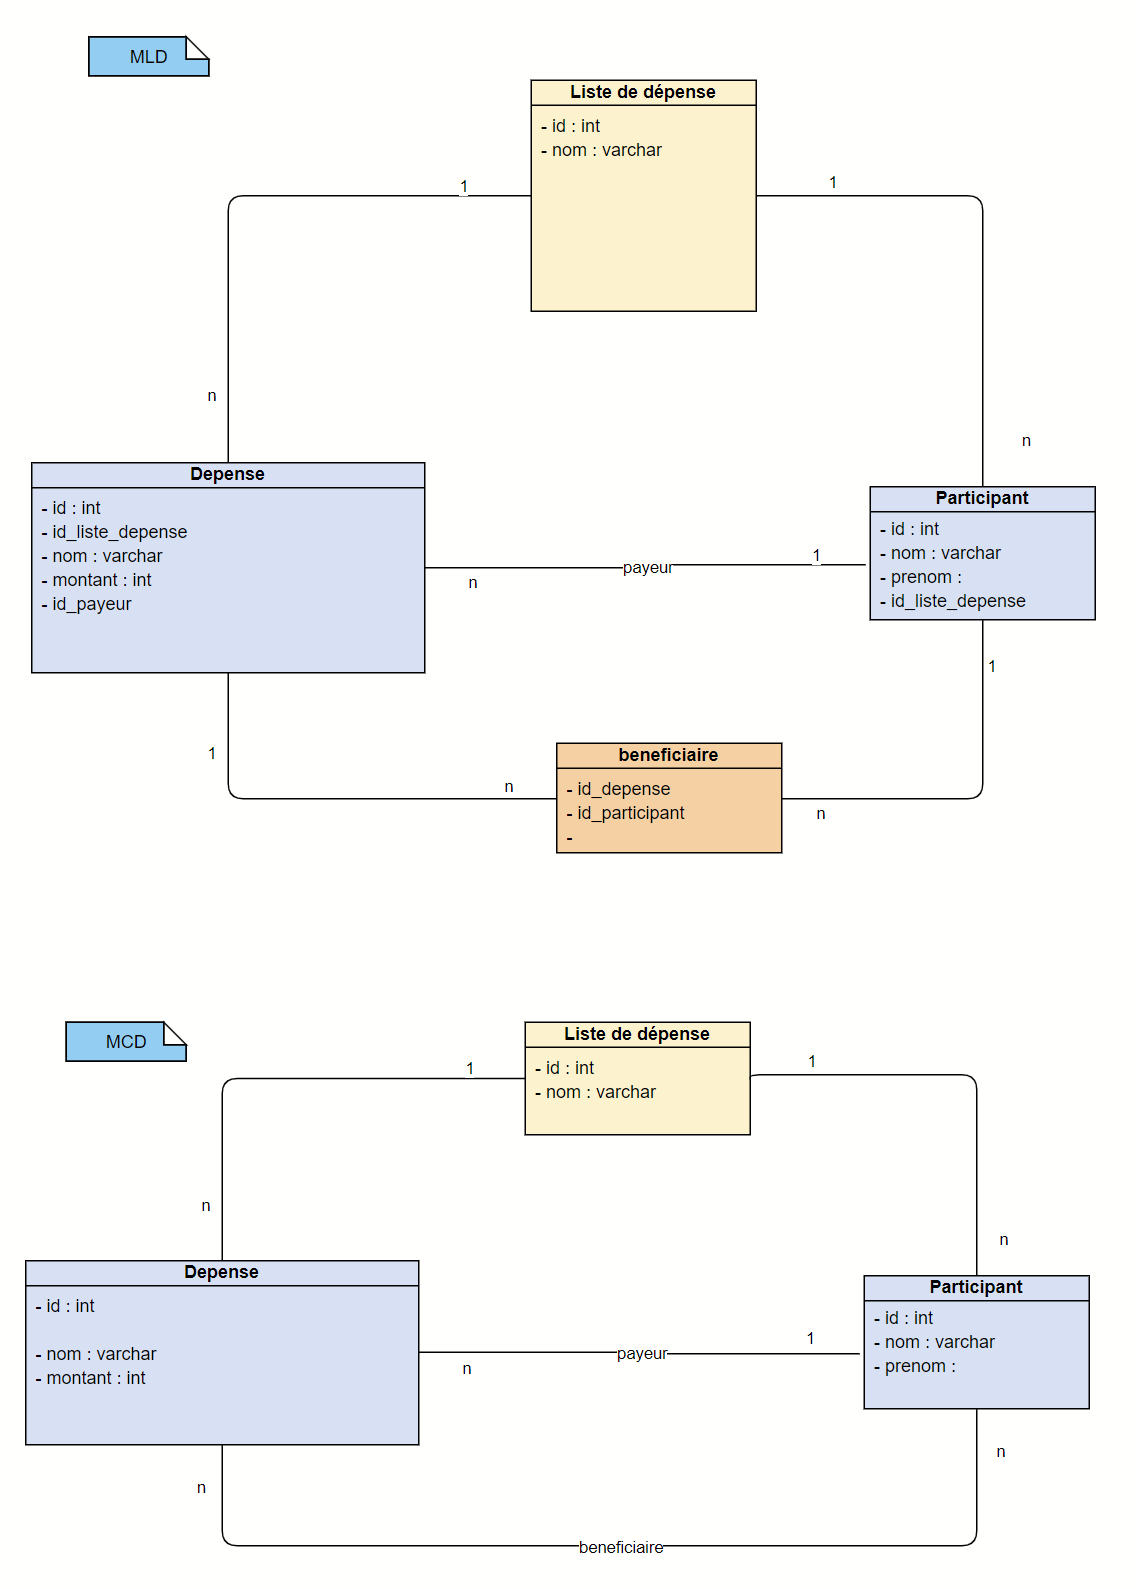 MLD
Liste de dépense
- id : int
- nom : varchar
1
1
n
n
Depense
- id : int
- id_liste_depense
- nom : varchar
- montant : int
- id_payeur
Participant
- id : int
- nom : varchar
- prenom :
- id_liste_depense
n
payeur
1
1
1
n
n
beneficiaire
- id_depense
- id_participant
-
MCD
Liste de dépense
- id : int
- nom : varchar
1
1
n
n
Depense
- id : int
- nom : varchar
- montant : int
Participant
- id : int
- nom : varchar
- prenom :
n
payeur
1
n
n
beneficiaire